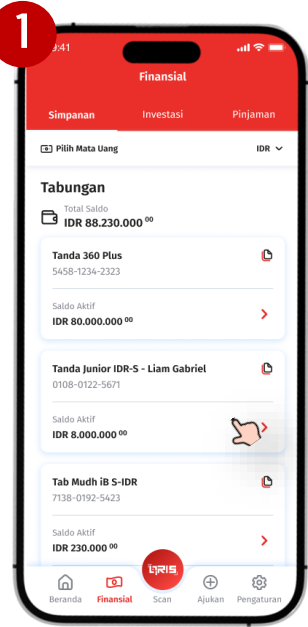 1
9:41
Finansial
Simpanan Investasi Pinjaman
Pilih Mata Uang IDR
Tabungan
Total Saldo
IDR 88.230.000 00
Tanda 360 Plus
5458-1234-2323
Saldo Aktif
IDR 80.000.000 00
Tanda Junior IDR-S - Liam Gabriel
0108-0122-5671
Saldo Aktif
IDR 8.000.000 00
Tab Mudh iB S-IDR
7138-0192-5423
Saldo Aktif
IDR 230.000 00
QRIS
Beranda Finansial Scan Ajukan Pengaturan